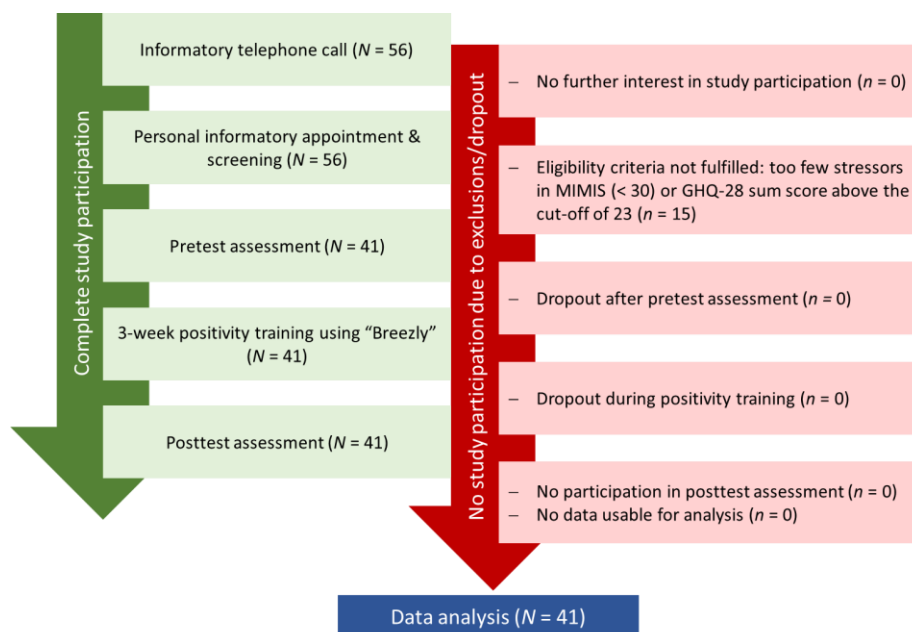 Complete study participation
Informatory telephone call (N = 56)
Personal informatory appointment &
screening (N = 56)
Pretest assessment (N = 41)
3-week positivity training using “Breezly”
(N = 41)
Posttest assessment (N = 41)
No study participation due to exclusions/dropout
– No further interest in study participation (n = 0)
– Eligibility criteria not fulfilled: too few stressors
in MIMIS (< 30) or GHQ-28 sum score above the
cut-off of 23 (n = 15)
– Dropout after pretest assessment (n = 0)
– Dropout during positivity training (n = 0)
– No participation in posttest assessment (n = 0)
– No data usable for analysis (n = 0)
Data analysis (N = 41)